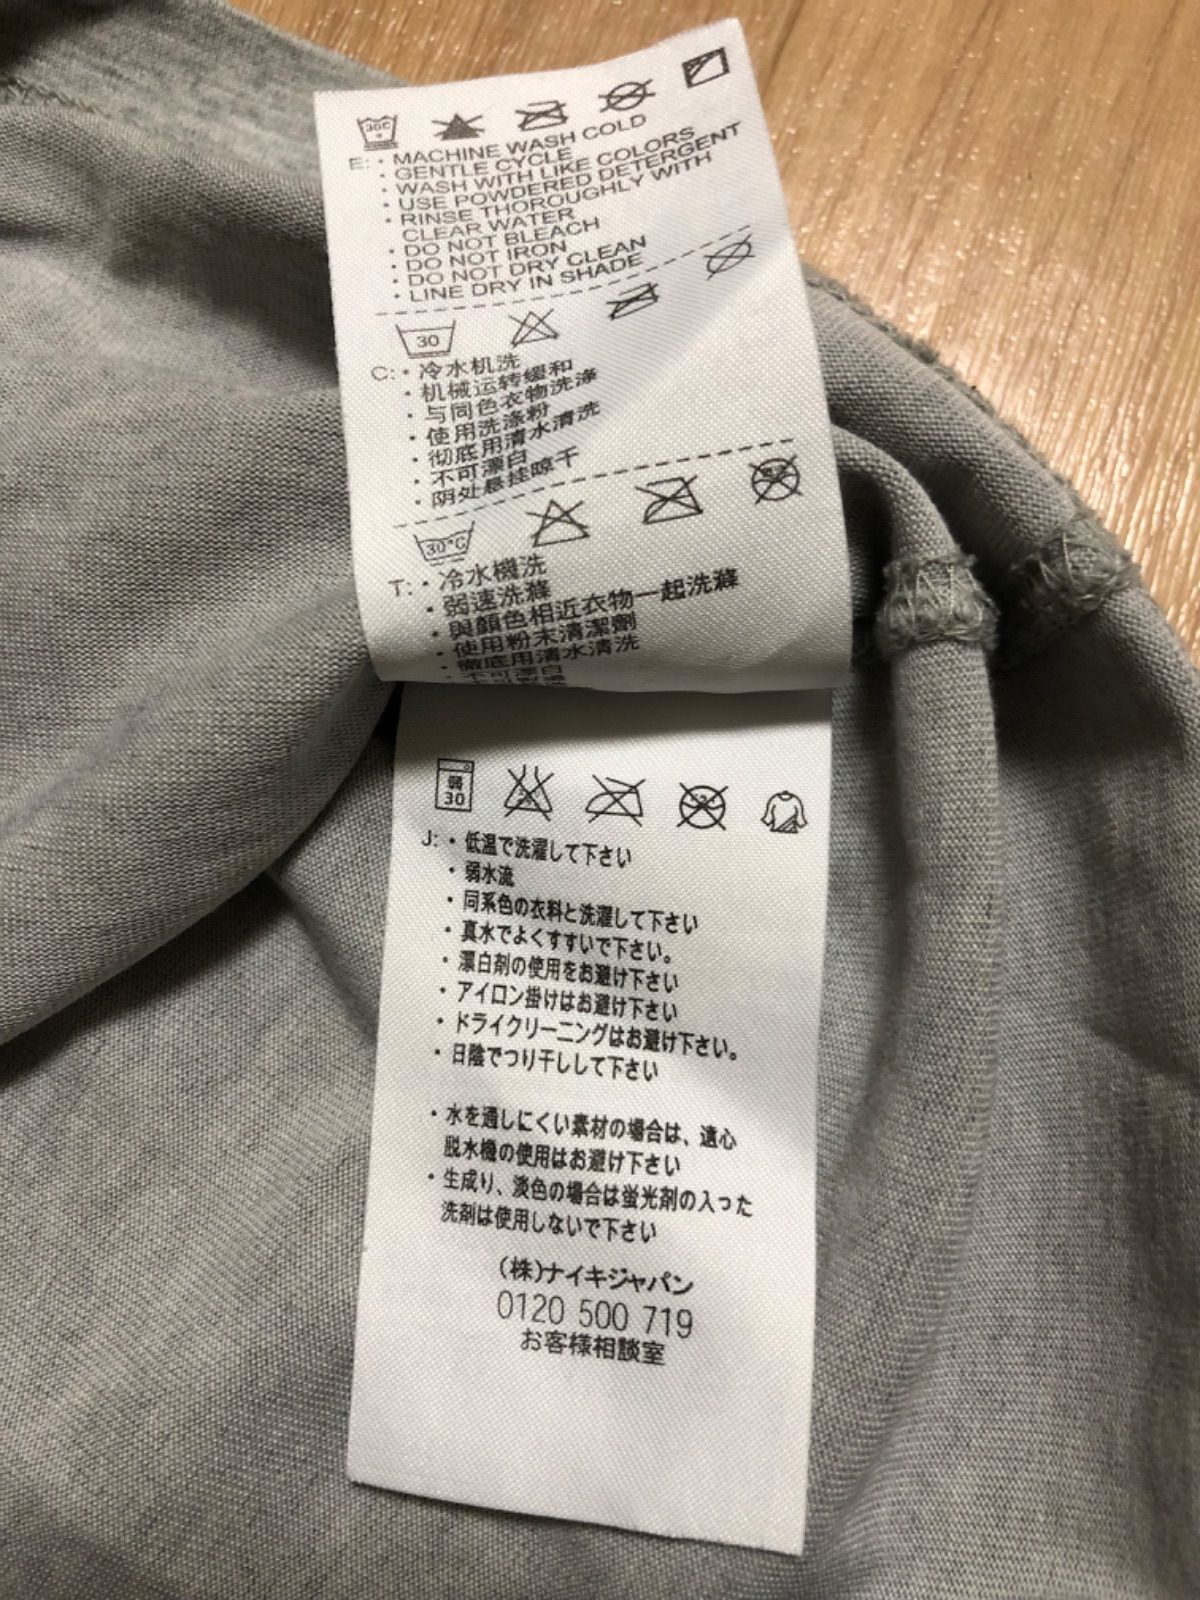 30C
E: • MACHINE WASH COLD
• GENTLE CYCLE
• WASH WITH LIKE COLORS
• USE POWDERED DETERGENT
• RINSE THOROUGHLY WITH
CLEAR WATER
• DO NOT BLEACH
• DO NOT IRON
• DO NOT DRY CLEAN
• LINE DRY IN SHADE
30
C: • 冷水机洗
• 机械运转缓和
• 与同色衣物洗涤
• 使用洗涤粉
• 彻底用清水清洗
• 不可漂白
• 阴处悬挂晾干
30°C
T: • 冷水機洗
• 弱速洗滌
• 與顏色相近衣物一起洗滌
• 使用粉末清潔劑
• 徹底用清水清洗
• 不可漂白
弱
30
J: • 低温で洗濯して下さい
• 弱水流
• 同系色の衣料と洗濯して下さい
• 真水でよくすすいで下さい。
• 漂白剤の使用をお避け下さい
• アイロン掛けはお避け下さい
• ドライクリーニングはお避け下さい。
• 日陰でつり干しして下さい
• 水を通しにくい素材の場合は、遠心
脱水機の使用はお避け下さい
• 生成り、淡色の場合は蛍光剤の入った
洗剤は使用しないで下さい
(株)ナイキジャパン
0120 500 719
お客様相談室